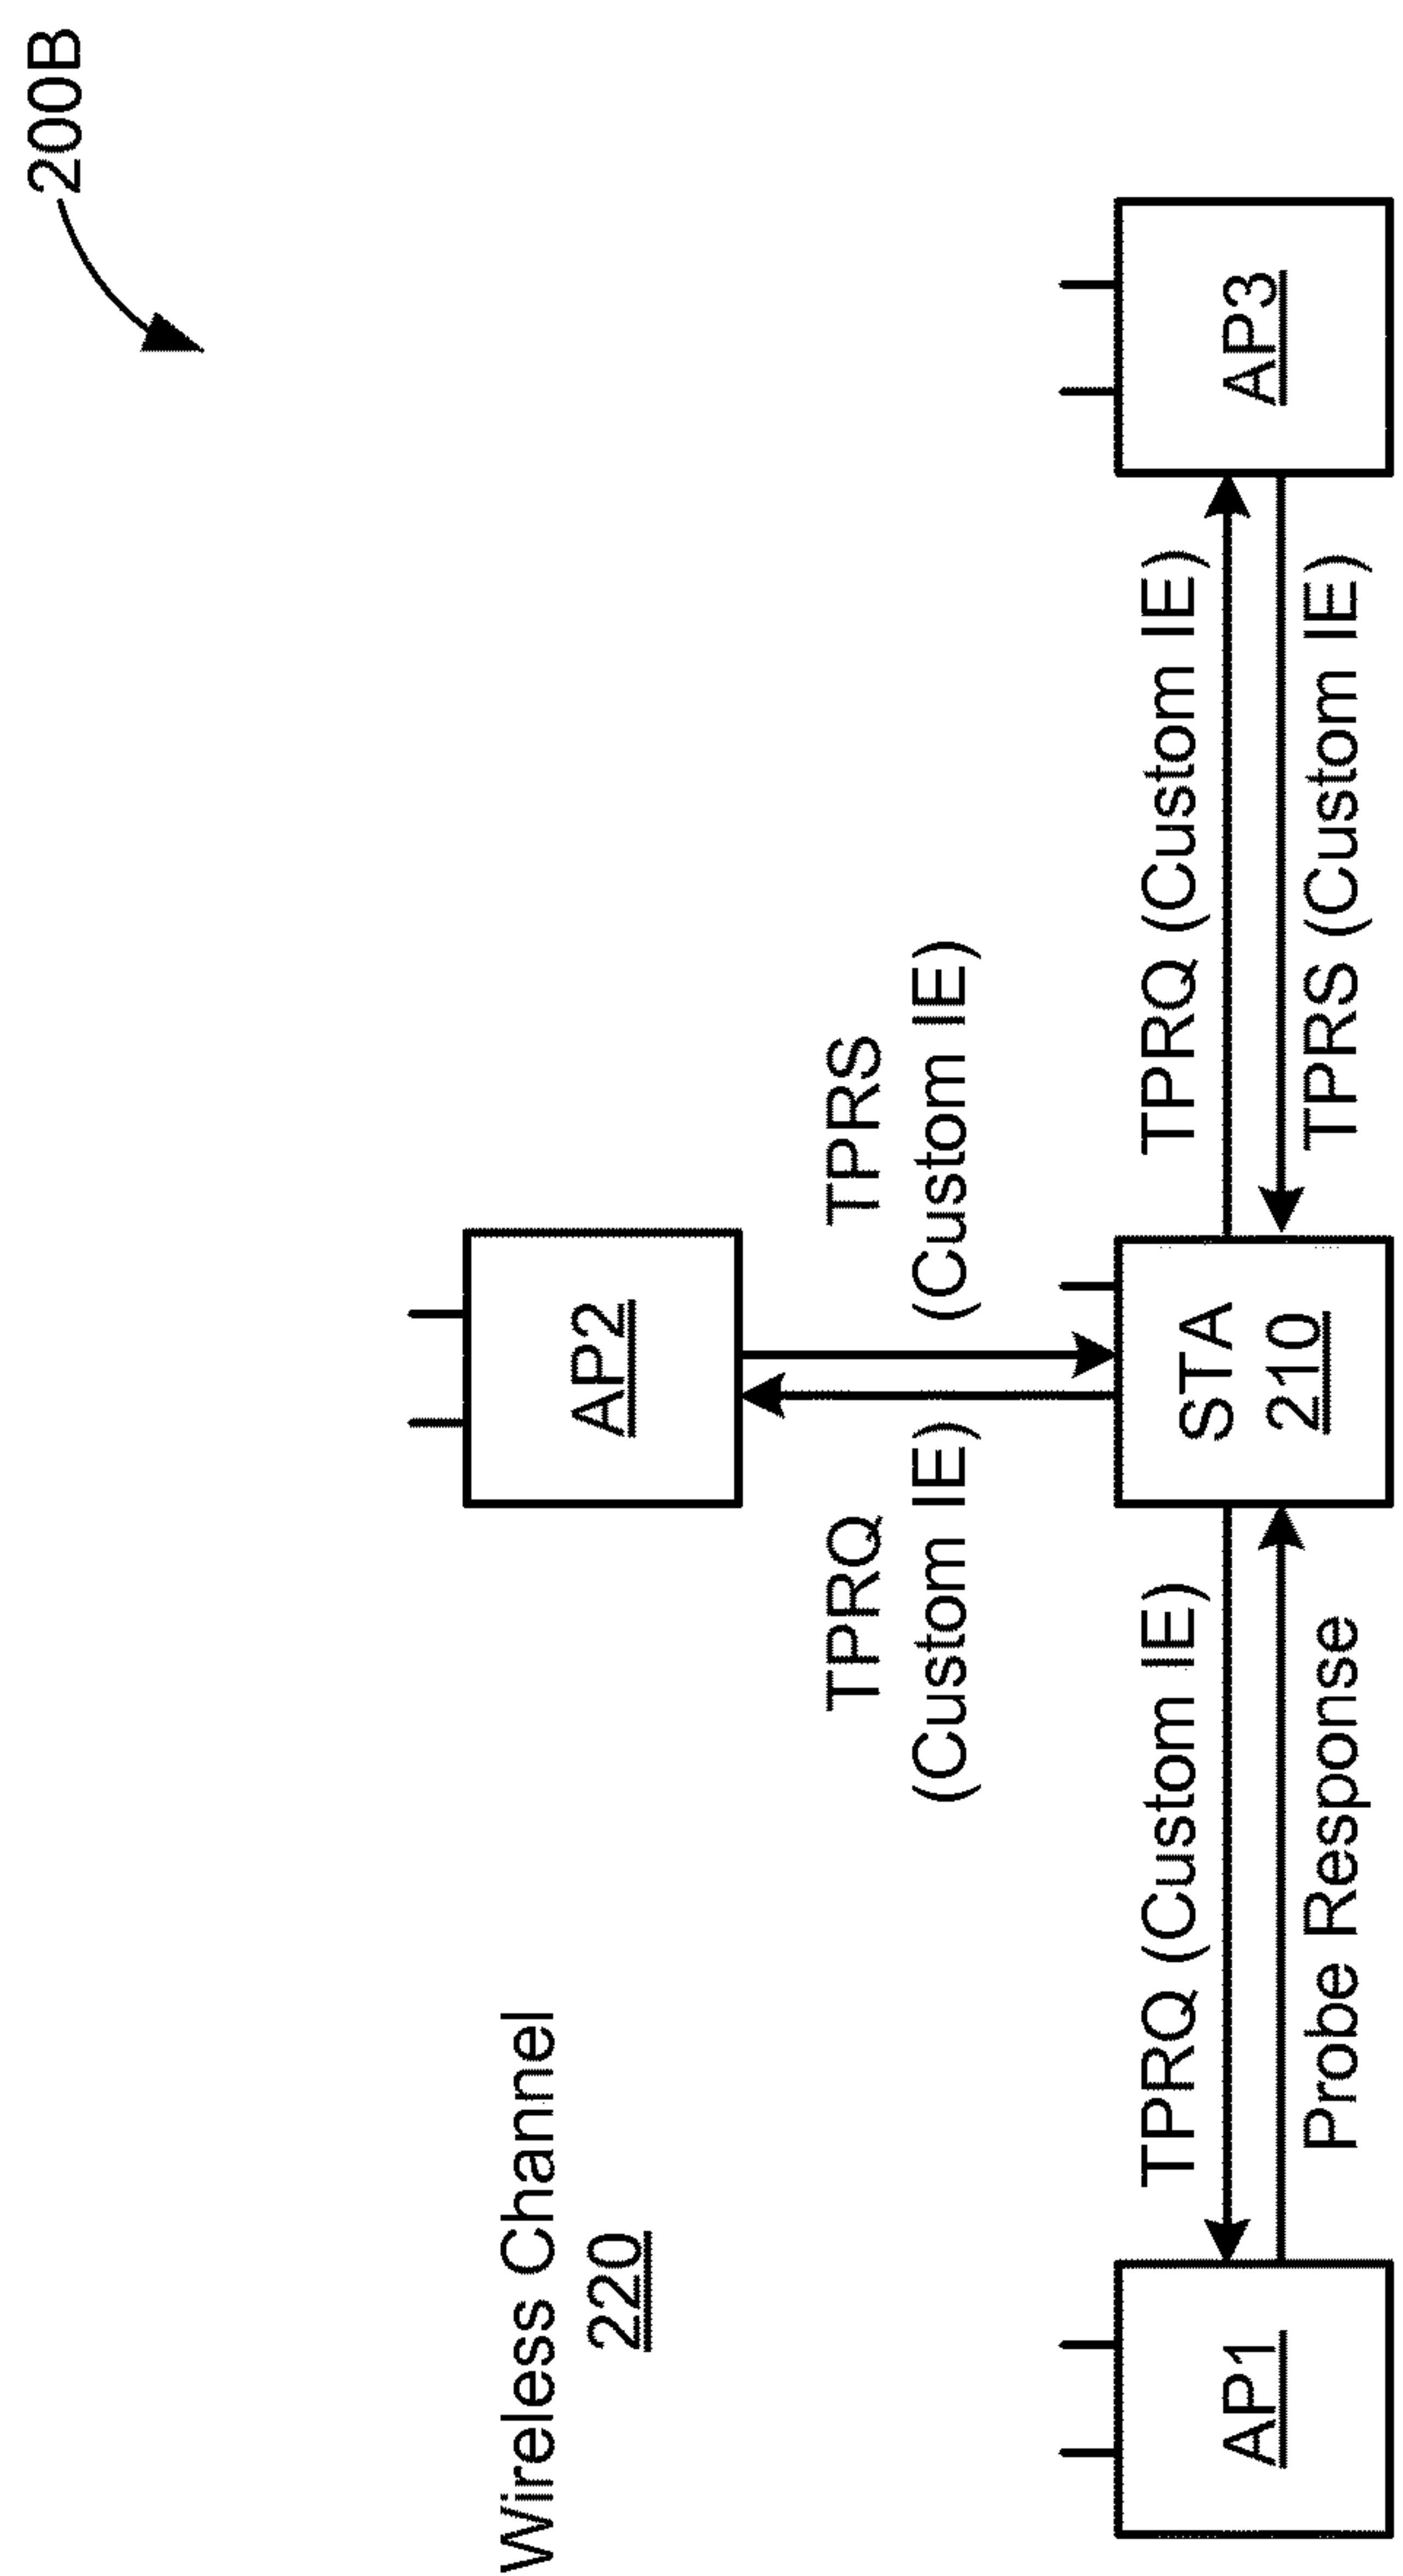 200B
Wireless Channel
220
AP2
TPRQ
(Custom IE)
TPRS
(Custom IE)
TPRQ (Custom IE)
TPRQ (Custom IE)
AP1
STA
210
AP3
Probe Response
TPRS (Custom IE)